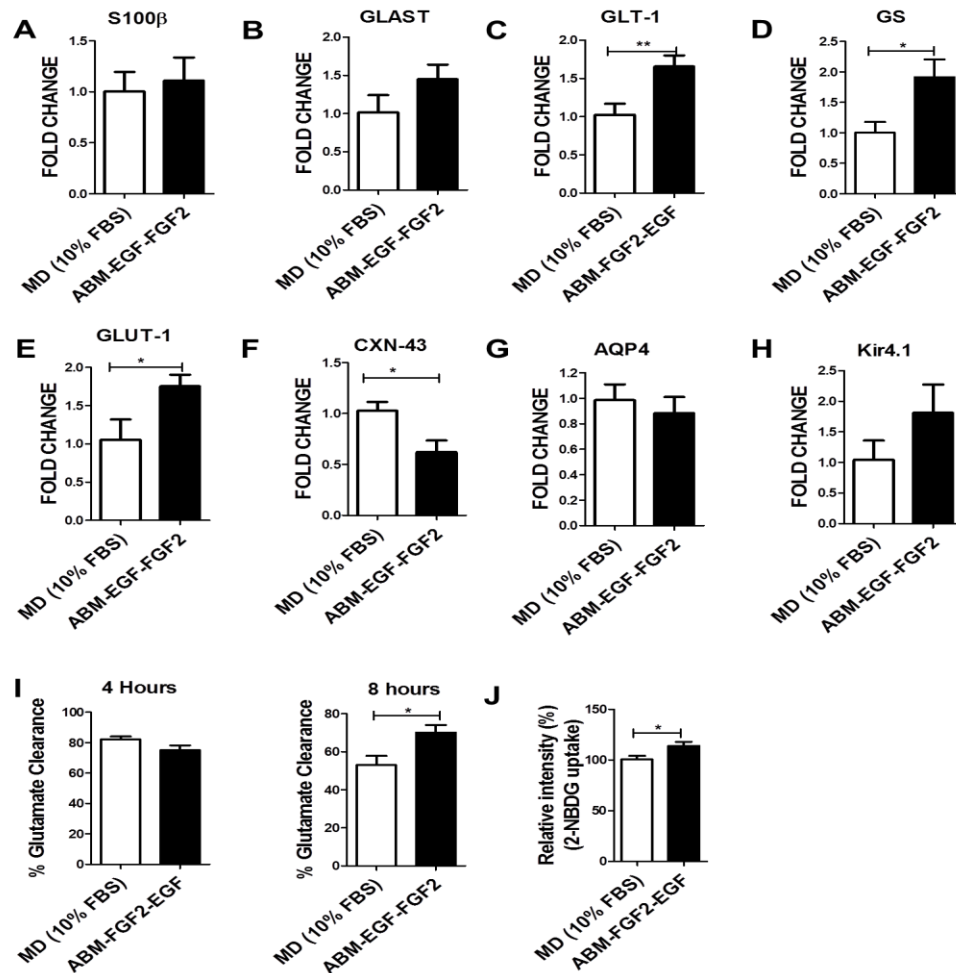 A
S100β
FOLD CHANGE
1.5
1.0
0.5
0.0
MD (10% FBS)
ABM-EGF-FGF2
B
GLAST
FOLD CHANGE
2.0
1.5
1.0
0.5
0.0
MD (10% FBS)
ABM-EGF-FGF2
C
GLT-1
FOLD CHANGE
**
2.0
1.5
1.0
0.5
0.0
MD (10% FBS)
ABM-FGF2-EGF
D
GS
FOLD CHANGE
*
2.5
2.0
1.5
1.0
0.5
0.0
MD (10% FBS)
ABM-EGF-FGF2
E
GLUT-1
FOLD CHANGE
*
2.0
1.5
1.0
0.5
0.0
MD (10% FBS)
ABM-EGF-FGF2
F
CXN-43
FOLD CHANGE
*
1.5
1.0
0.5
0.0
MD (10% FBS)
ABM-EGF-FGF2
G
AQP4
FOLD CHANGE
1.2
1.0
0.8
0.6
0.4
0.2
0.0
MD (10% FBS)
ABM-EGF-FGF2
H
Kir4.1
FOLD CHANGE
2.5
2.0
1.5
1.0
0.5
0.0
MD (10% FBS)
ABM-EGF-FGF2
I
4 Hours
% Glutamate Clearance
100
80
60
40
20
0
MD (10% FBS)
ABM-FGF2-EGF
8 hours
% Glutamate Clearance
*
80
60
40
20
0
MD (10% FBS)
ABM-EGF-FGF2
J
Relative intensity (%)
(2-NBDG uptake)
*
150
100
50
0
MD (10% FBS)
ABM-FGF2-EGF